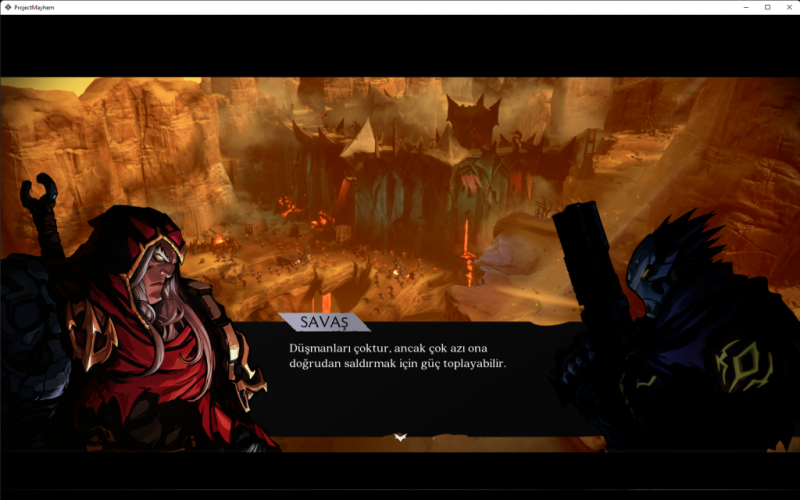 ProjectMayhem
SAVAŞ
Düşmanları çoktur, ancak çok azı ona
doğrudan saldırmak için güç toplayabilir.